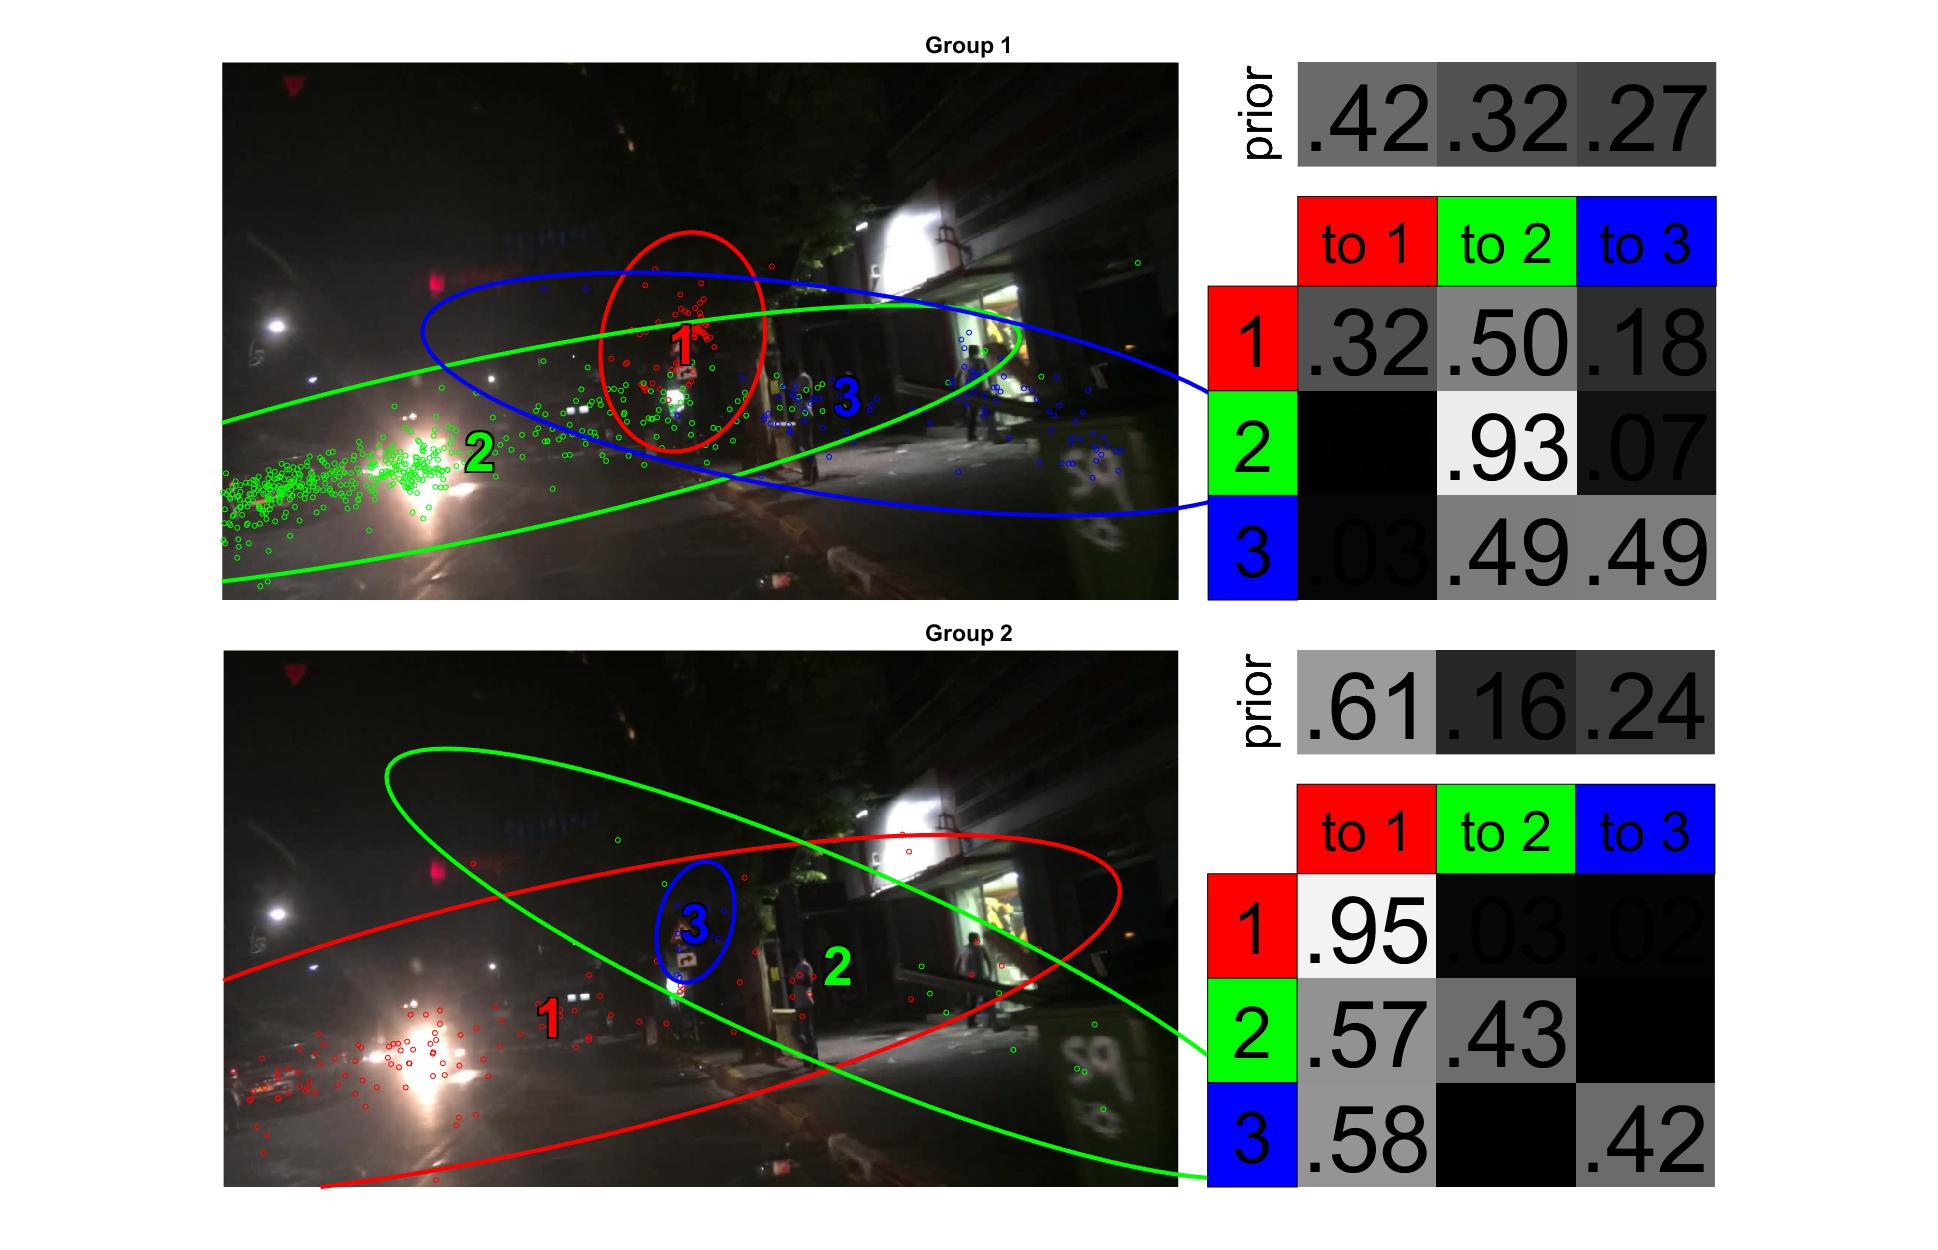 Group 1
1
2
3
prior
.42 .32 .27
to 1 to 2 to 3
1 .32 .50 .18
2 .93 .07
3 .03 .49 .49
Group 2
1
2
3
prior
.61 .16 .24
to 1 to 2 to 3
1 .95 .03 .02
2 .57 .43
3 .58 .42